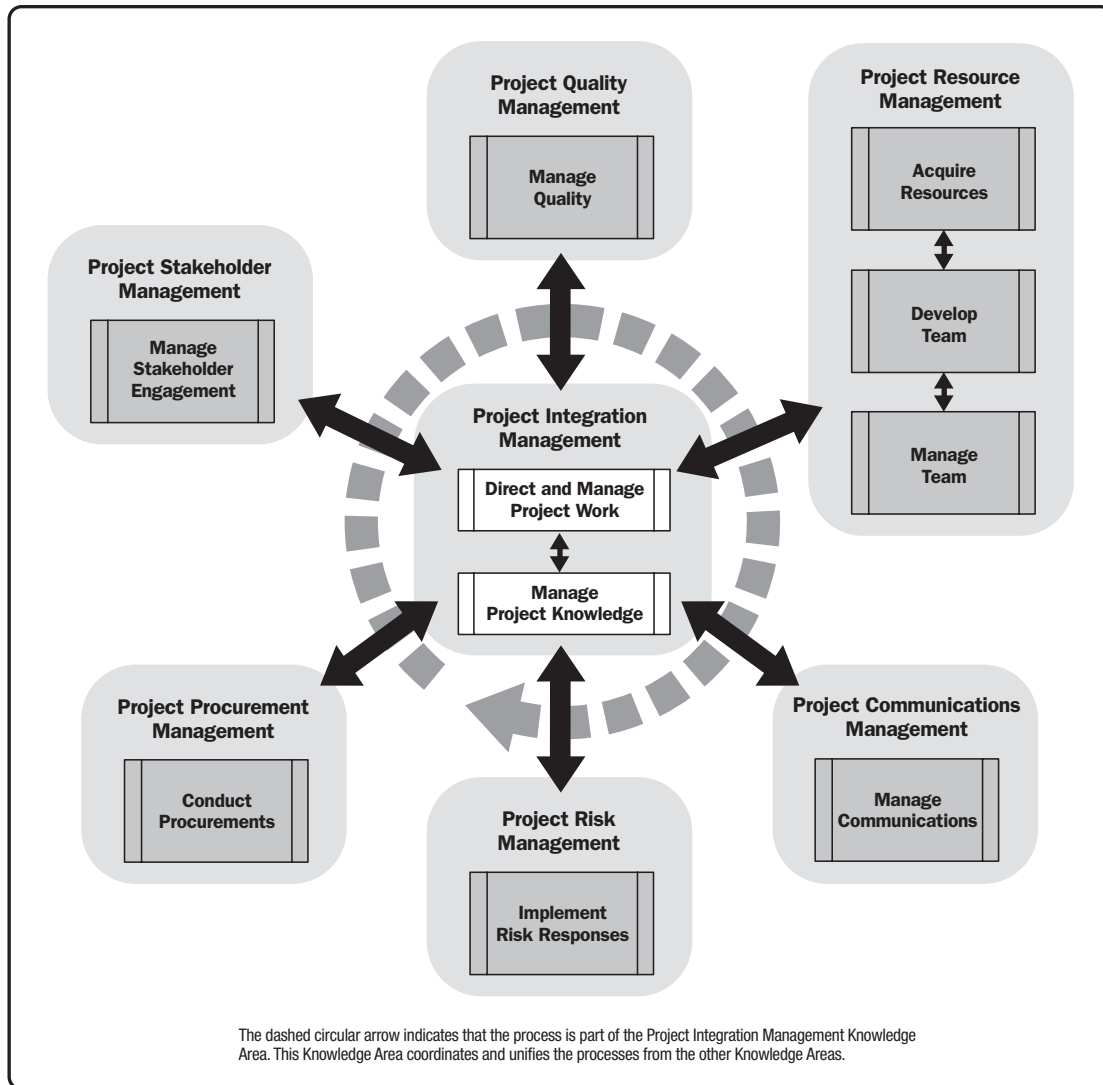 Project Quality
Management
Manage
Quality
Project Resource
Management
Acquire
Resources
Develop
Team
Manage
Team
Project Stakeholder
Management
Manage
Stakeholder
Engagement
Project Integration
Management
Direct and Manage
Project Work
Manage
Project Knowledge
Project Procurement
Management
Conduct
Procurements
Project Risk
Management
Implement
Risk Responses
Project Communications
Management
Manage
Communications
The dashed circular arrow indicates that the process is part of the Project Integration Management Knowledge
Area. This Knowledge Area coordinates and unifies the processes from the other Knowledge Areas.